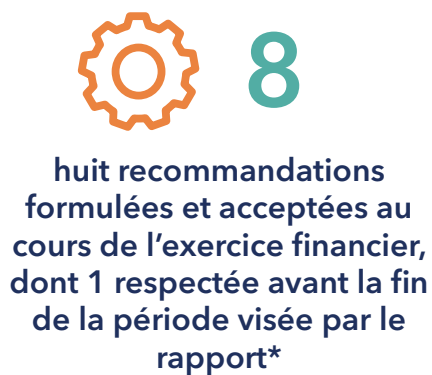 8
huit recommandations
formulées et acceptées au
cours de l’exercice financier,
dont 1 respectée avant la fin
de la période visée par le
rapport*